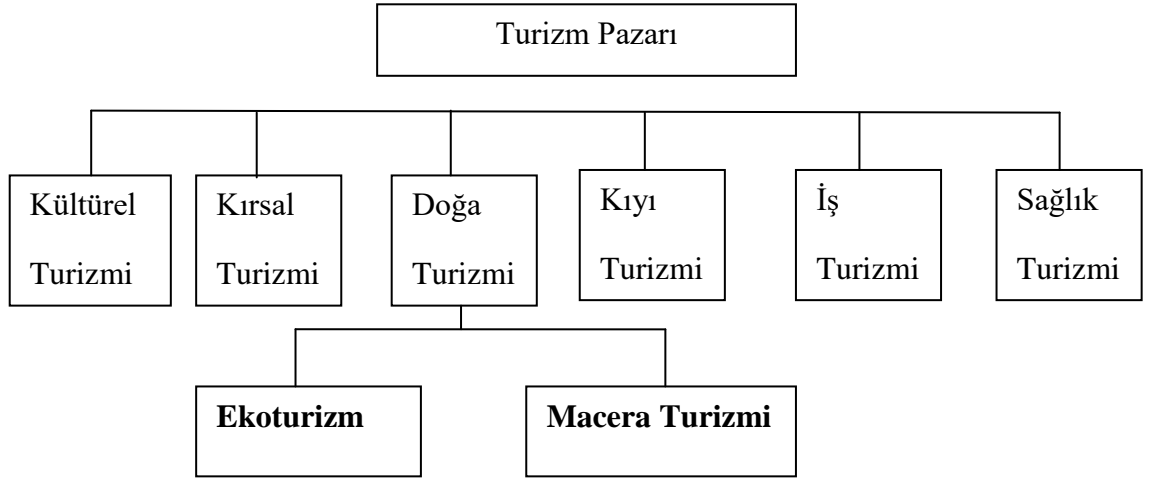 Turizm Pazarı
Kültürel
Turizmi
Kırsal
Turizmi
Doğa
Turizmi
Kıyı
Turizmi
İş
Turizmi
Sağlık
Turizmi
Ekoturizm
Macera Turizmi